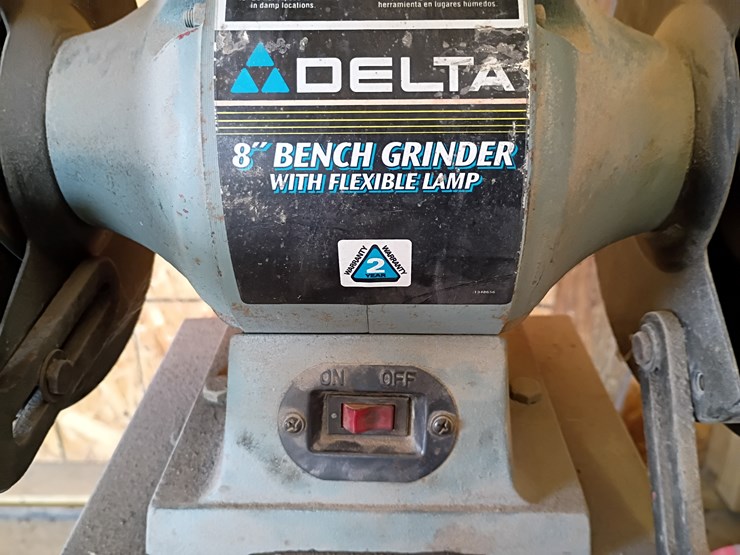 in damp locations.
herramienta en lugares húmedos.
DELTA
8" BENCH GRINDER
WITH FLEXIBLE LAMP
WARRANTY
2
YEAR
WARRANTY
ON OFF